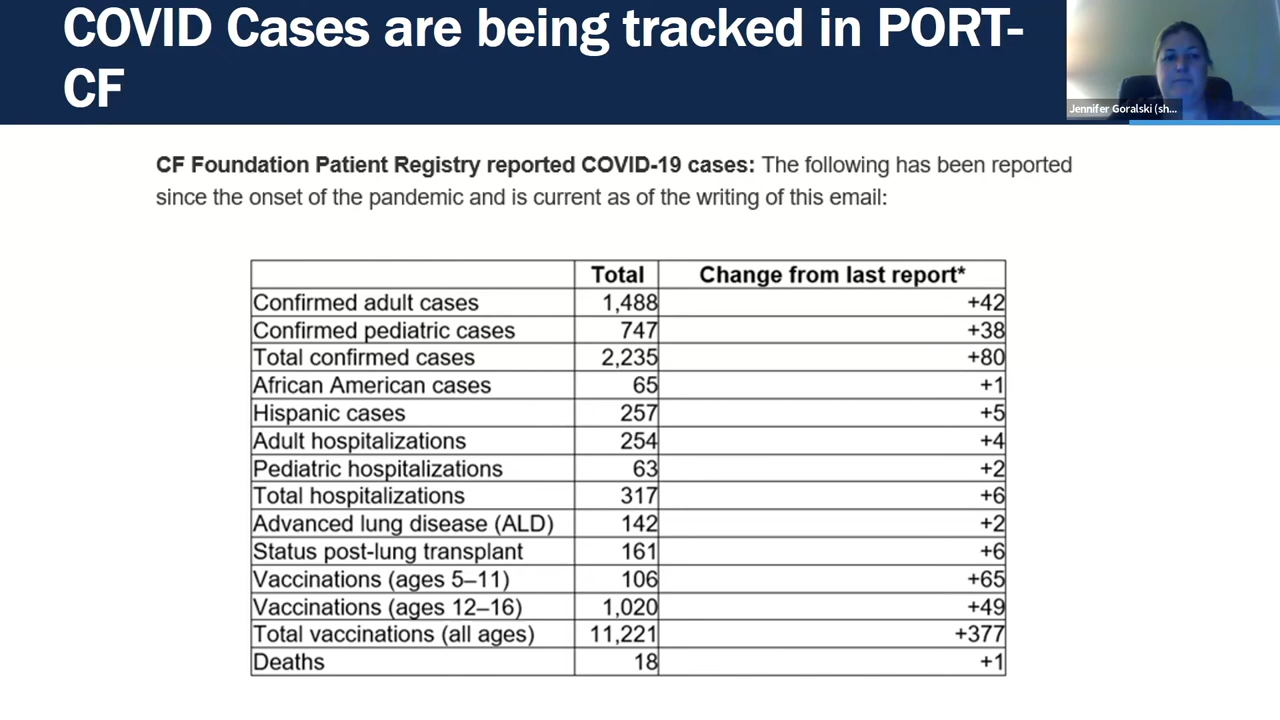 COVID Cases are being tracked in PORT-
CF
Jennifer Goralski (sh...
CF Foundation Patient Registry reported COVID-19 cases: The following has been reported
since the onset of the pandemic and is current as of the writing of this email:
Total Change from last report*
Confirmed adult cases 1,488 +42
Confirmed pediatric cases 747 +38
Total confirmed cases 2,235 +80
African American cases 65 +1
Hispanic cases 257 +5
Adult hospitalizations 254 +4
Pediatric hospitalizations 63 +2
Total hospitalizations 317 +6
Advanced lung disease (ALD) 142 +2
Status post-lung transplant 161 +6
Vaccinations (ages 5–11) 106 +65
Vaccinations (ages 12–16) 1,020 +49
Total vaccinations (all ages) 11,221 +377
Deaths 18 +1